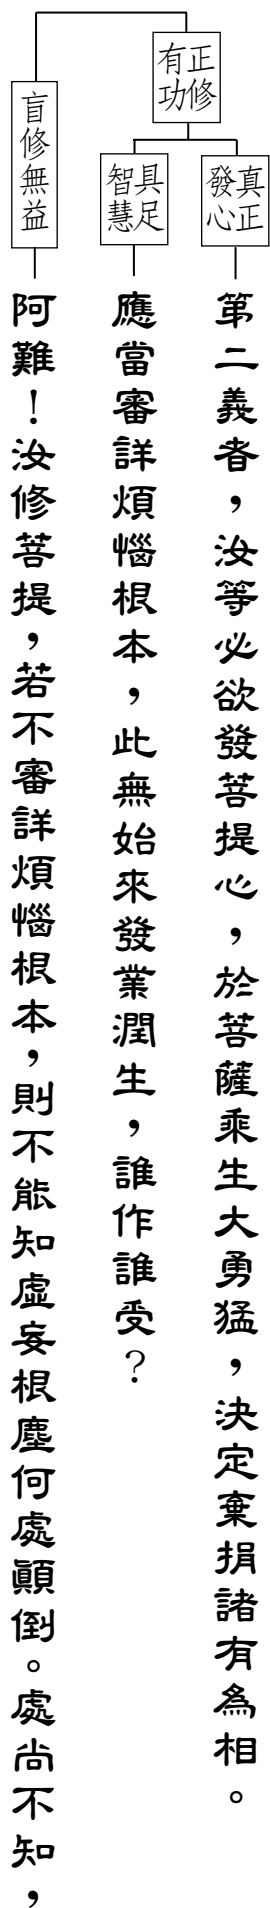 正修有功
真正發心
第二義者，汝等必欲發菩提心，於菩薩乘生大勇猛，決定棄捐諸有為相。
具足智慧
應當審詳煩惱根本，此無始來發業潤生，誰作誰受？
盲修無益
阿難！汝修菩提，若不審詳煩惱根本，則不能知虛妄根塵何處顛倒。處尚不知，